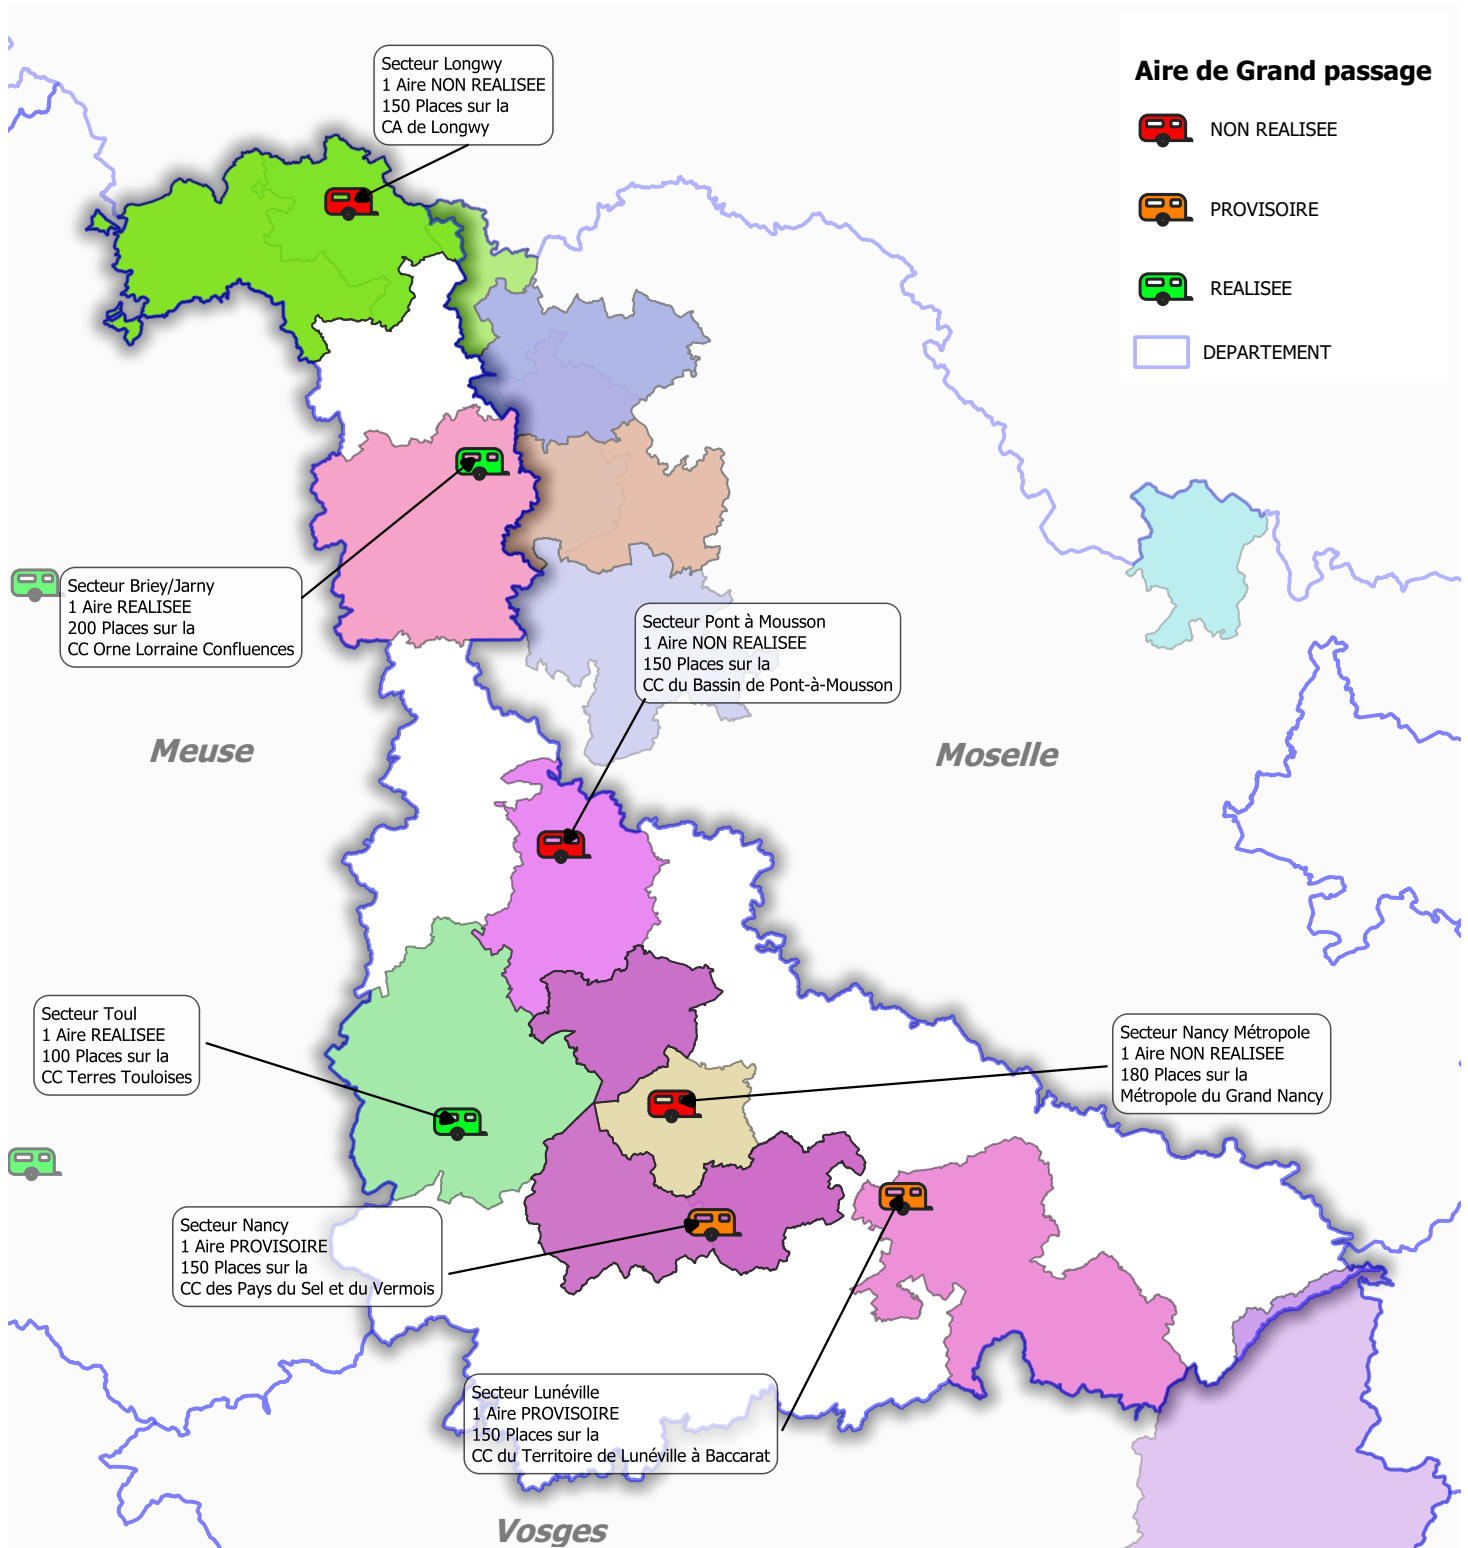 Secteur Longwy
1 Aire NON REALISEE
150 Places sur la
CA de Longwy
Aire de Grand passage
NON REALISEE
PROVISOIRE
REALISEE
DEPARTEMENT
Secteur Briey/Jarny
1 Aire REALISEE
200 Places sur la
CC Orne Lorraine Confluences
Secteur Pont à Mousson
1 Aire NON REALISEE
150 Places sur la
CC du Bassin de Pont-à-Mousson
Meuse
Moselle
Secteur Toul
1 Aire REALISEE
100 Places sur la
CC Terres Touloises
Secteur Nancy Métropole
1 Aire NON REALISEE
180 Places sur la
Métropole du Grand Nancy
Secteur Nancy
1 Aire PROVISOIRE
150 Places sur la
CC des Pays du Sel et du Vermois
Secteur Lunéville
1 Aire PROVISOIRE
150 Places sur la
CC du Territoire de Lunéville à Baccarat
Vosges